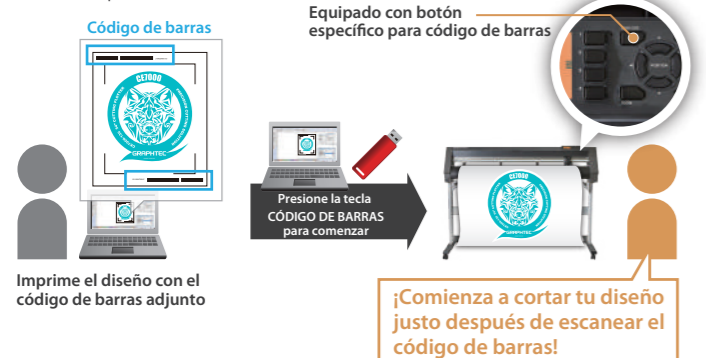 Equipado con botón
específico para código de barras
Código de barras
CE7000
GRAPHTEC
Presione la tecla
CÓDIGO DE BARRAS
para comenzar
CE7000
GRAPHTEC
Imprime el diseño con el
código de barras adjunto
¡Comienza a cortar tu diseño
justo después de escanear el
código de barras!